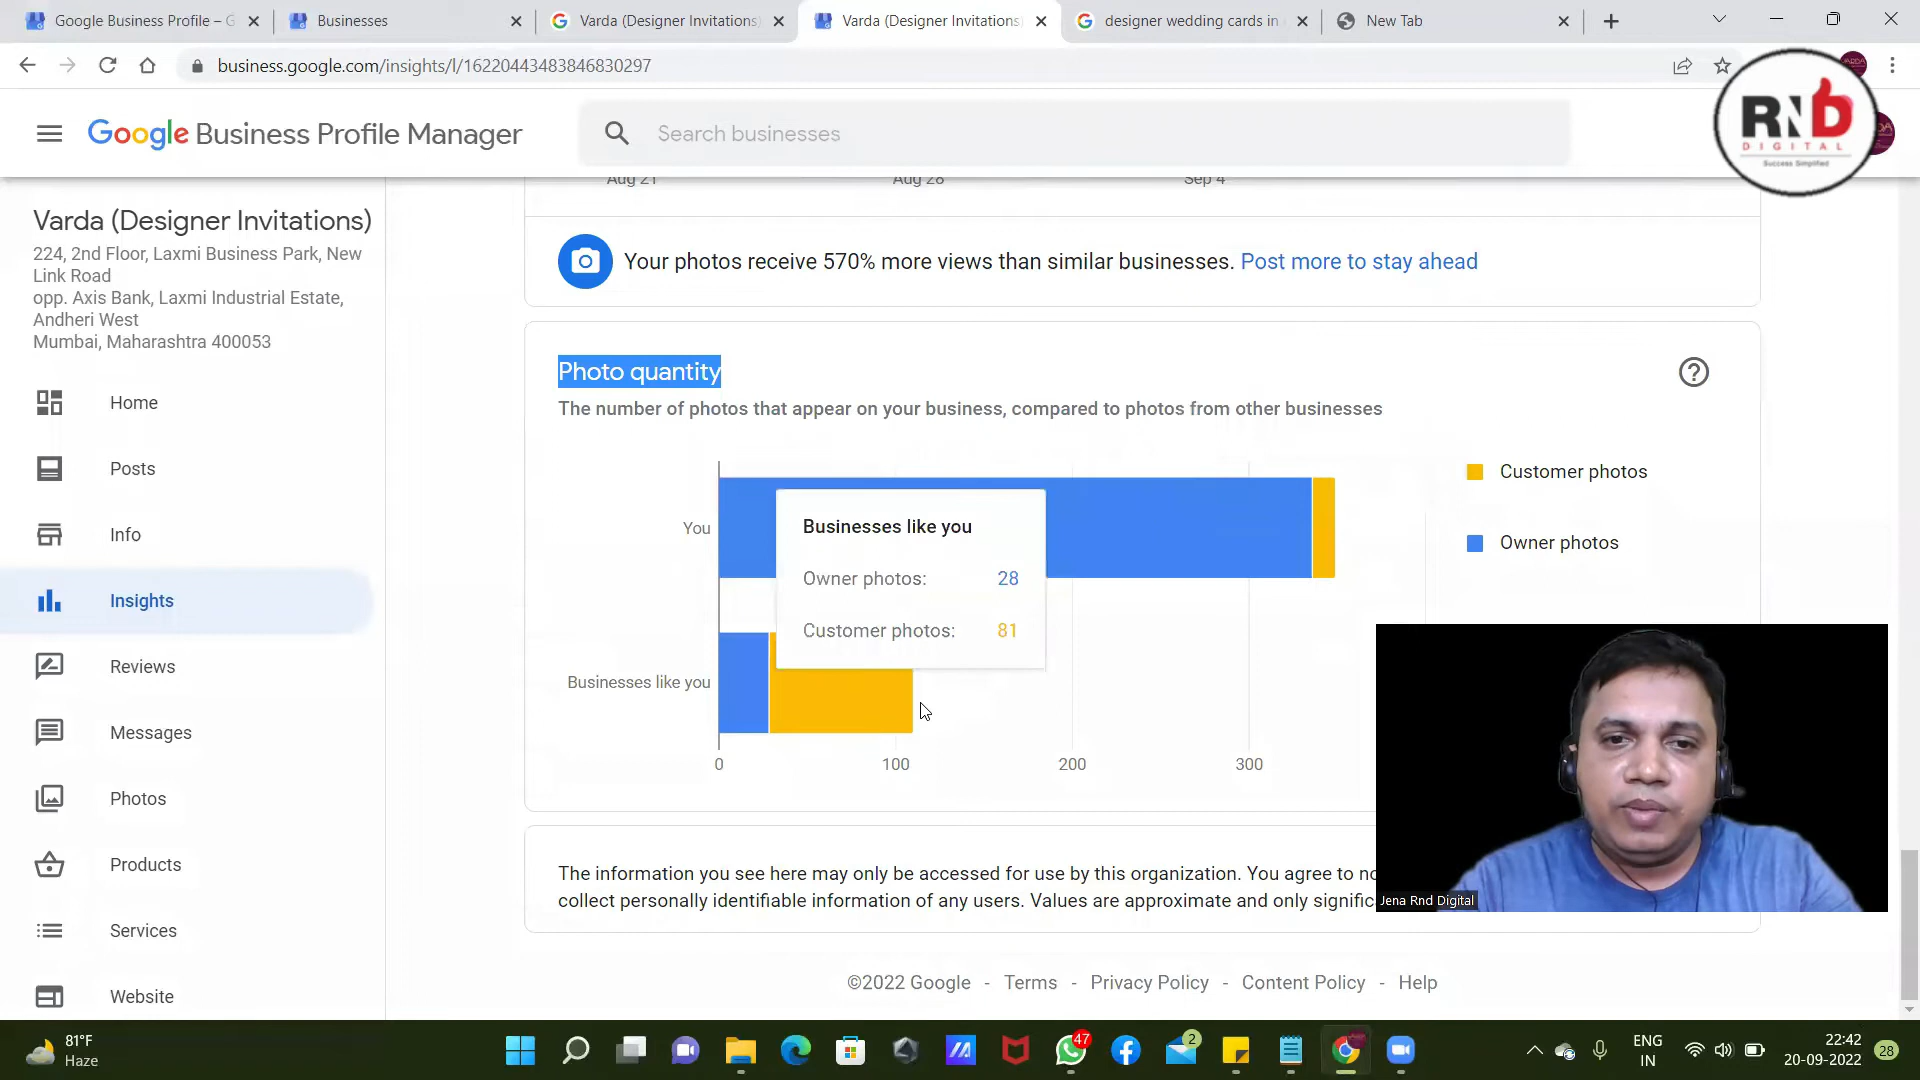 Google Business Profile – G
Businesses
Varda (Designer Invitations)
Varda (Designer Invitations)
designer wedding cards in
New Tab
business.google.com/insights/l/16220443483846830297
Google Business Profile Manager
Search businesses
RND
DIGITAL
Success Simplified
Varda (Designer Invitations)
224, 2nd Floor, Laxmi Business Park, New
Link Road
opp. Axis Bank, Laxmi Industrial Estate,
Andheri West
Mumbai, Maharashtra 400053
Home
Posts
Info
Insights
Reviews
Messages
Photos
Products
Services
Website
Aug 21
Aug 28
Sep 4
Your photos receive 570% more views than similar businesses. Post more to stay ahead
Photo quantity
The number of photos that appear on your business, compared to photos from other businesses
Customer photos
Owner photos
You
Businesses like you
Owner photos: 28
Customer photos: 81
Businesses like you
0
100
200
300
The information you see here may only be accessed for use by this organization. You agree to
collect personally identifiable information of any users. Values are approximate and only
Jena Rnd Digital
©2022 Google - Terms - Privacy Policy - Content Policy - Help
81°F
Haze
47
2
ENG
IN
22:42
20-09-2022
28